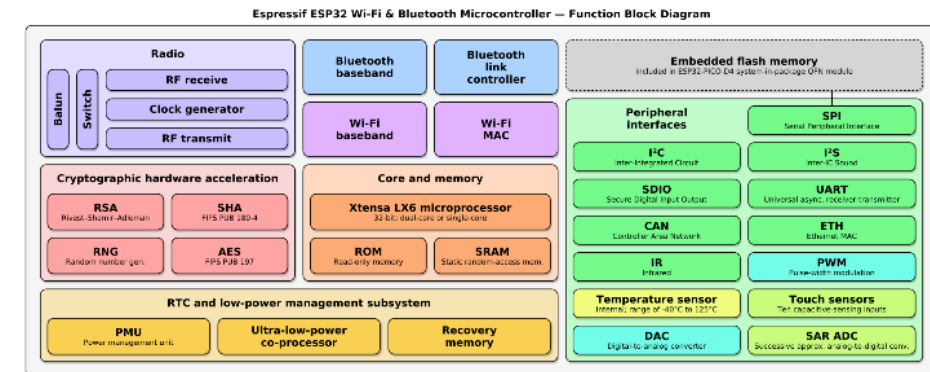 Espressif ESP32 Wi-Fi & Bluetooth Microcontroller — Function Block Diagram
Radio
Balun
Switch
RF receive
Clock generator
RF transmit
Bluetooth
baseband
Bluetooth
link
controller
Wi-Fi
baseband
Wi-Fi
MAC
Embedded flash memory
Included in ESP32-PICO-D4 system-in-package QFN module
Cryptographic hardware acceleration
RSA
Rivest-Shamir-Adleman
SHA
FIPS PUB 180-4
RNG
Random number gen.
AES
FIPS PUB 197
Core and memory
Xtensa LX6 microprocessor
32-bit; dual-core or single-core
ROM
Read-only memory
SRAM
Static random-access mem.
RTC and low-power management subsystem
PMU
Power management unit
Ultra-low-power
co-processor
Recovery
memory
Peripheral
interfaces
SPI
Serial Peripheral Interface
I²C
Inter-Integrated Circuit
I²S
Inter-IC Sound
SDIO
Secure Digital Input Output
UART
Universal async. receiver transmitter
CAN
Controller Area Network
ETH
Ethernet MAC
IR
Infrared
PWM
Pulse-width modulation
Temperature sensor
Internal; range of -40°C to 125°C
Touch sensors
Ten capacitive-sensing inputs
DAC
Digital-to-analog converter
SAR ADC
Successive approx. analog-to-digital conv.